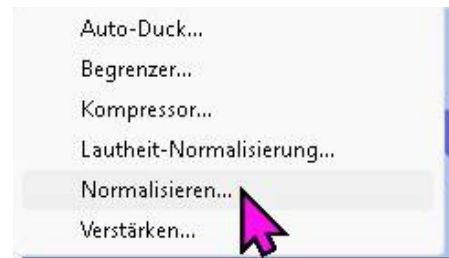 Auto-Duck...
Begrenzer...
Kompressor...
Lautheit-Normalisierung...
Normalisieren...
Verstärken...